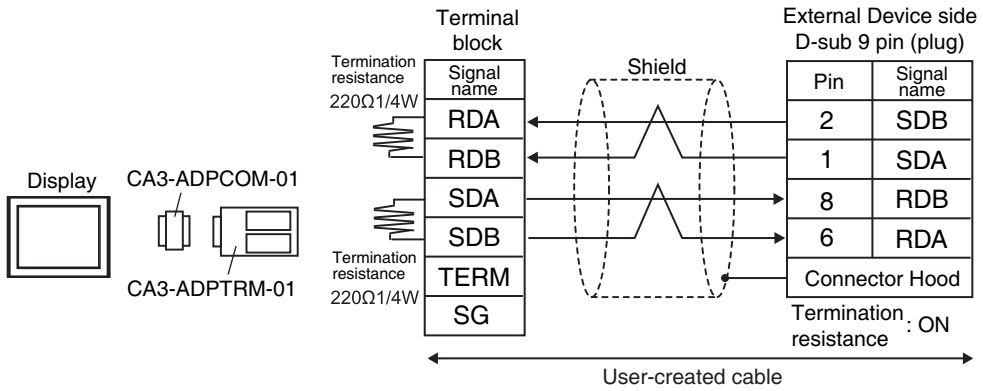 Display
CA3-ADPCOM-01
CA3-ADPTRM-01
Terminal
block
Termination
resistance
220Ω1/4W
Signal
name
RDA
RDB
SDA
SDB
TERM
SG
Termination
resistance
220Ω1/4W
Shield
External Device side
D-sub 9 pin (plug)
Pin Signal
name
2 SDB
1 SDA
8 RDB
6 RDA
Connector Hood
Termination
resistance : ON
User-created cable